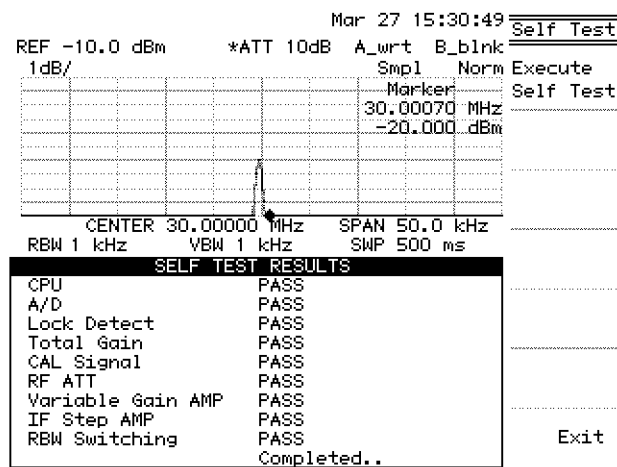 Mar 27 15:30:49
Self Test
REF -10.0 dBm *ATT 10dB A_wrt B_blnk
1dB/ Smpl Norm
Execute
Self Test
Marker
30.00070 MHz
-20.000 dBm
CENTER 30.00000 MHz SPAN 50.0 kHz
RBW 1 kHz VBW 1 kHz SWP 500 ms
SELF TEST RESULTS
CPU PASS
A/D PASS
Lock Detect PASS
Total Gain PASS
CAL Signal PASS
RF ATT PASS
Variable Gain AMP PASS
IF Step AMP PASS
RBW Switching PASS
Completed..
Exit